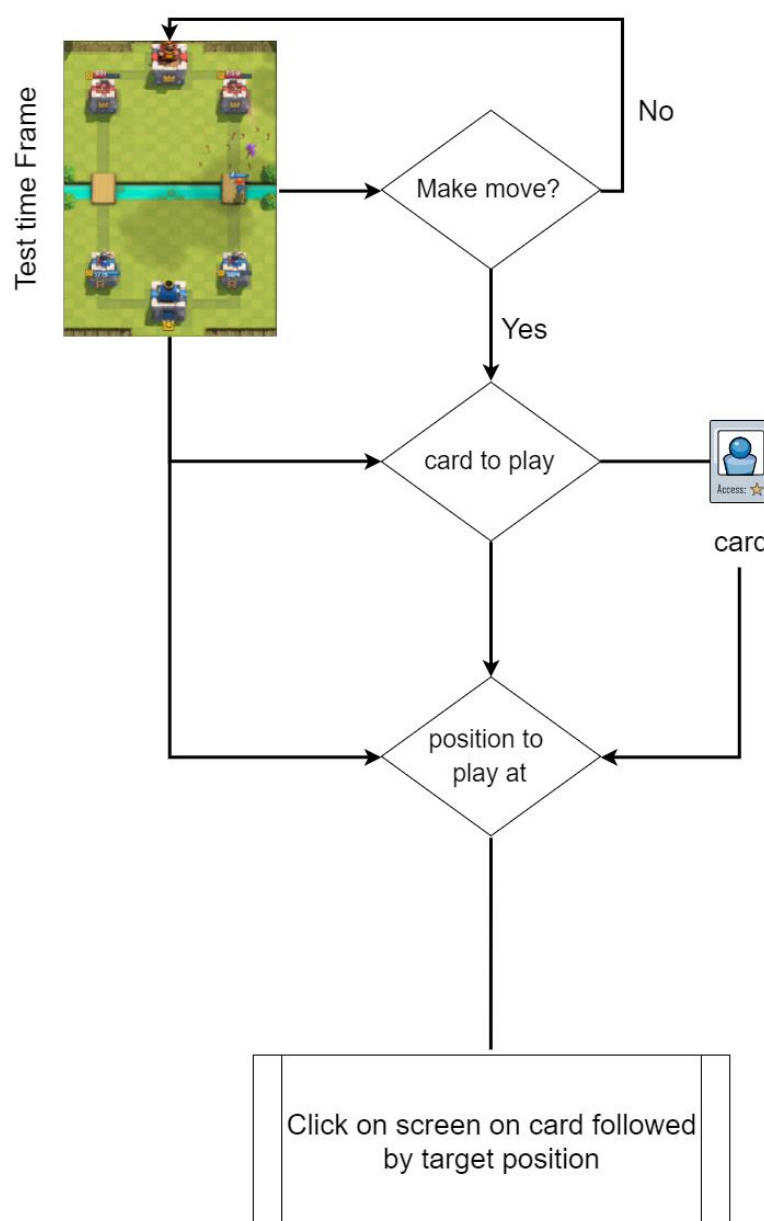 Test time Frame
No
Make move?
Yes
card to play
Access:
card
position to
play at
Click on screen on card followed
by target position